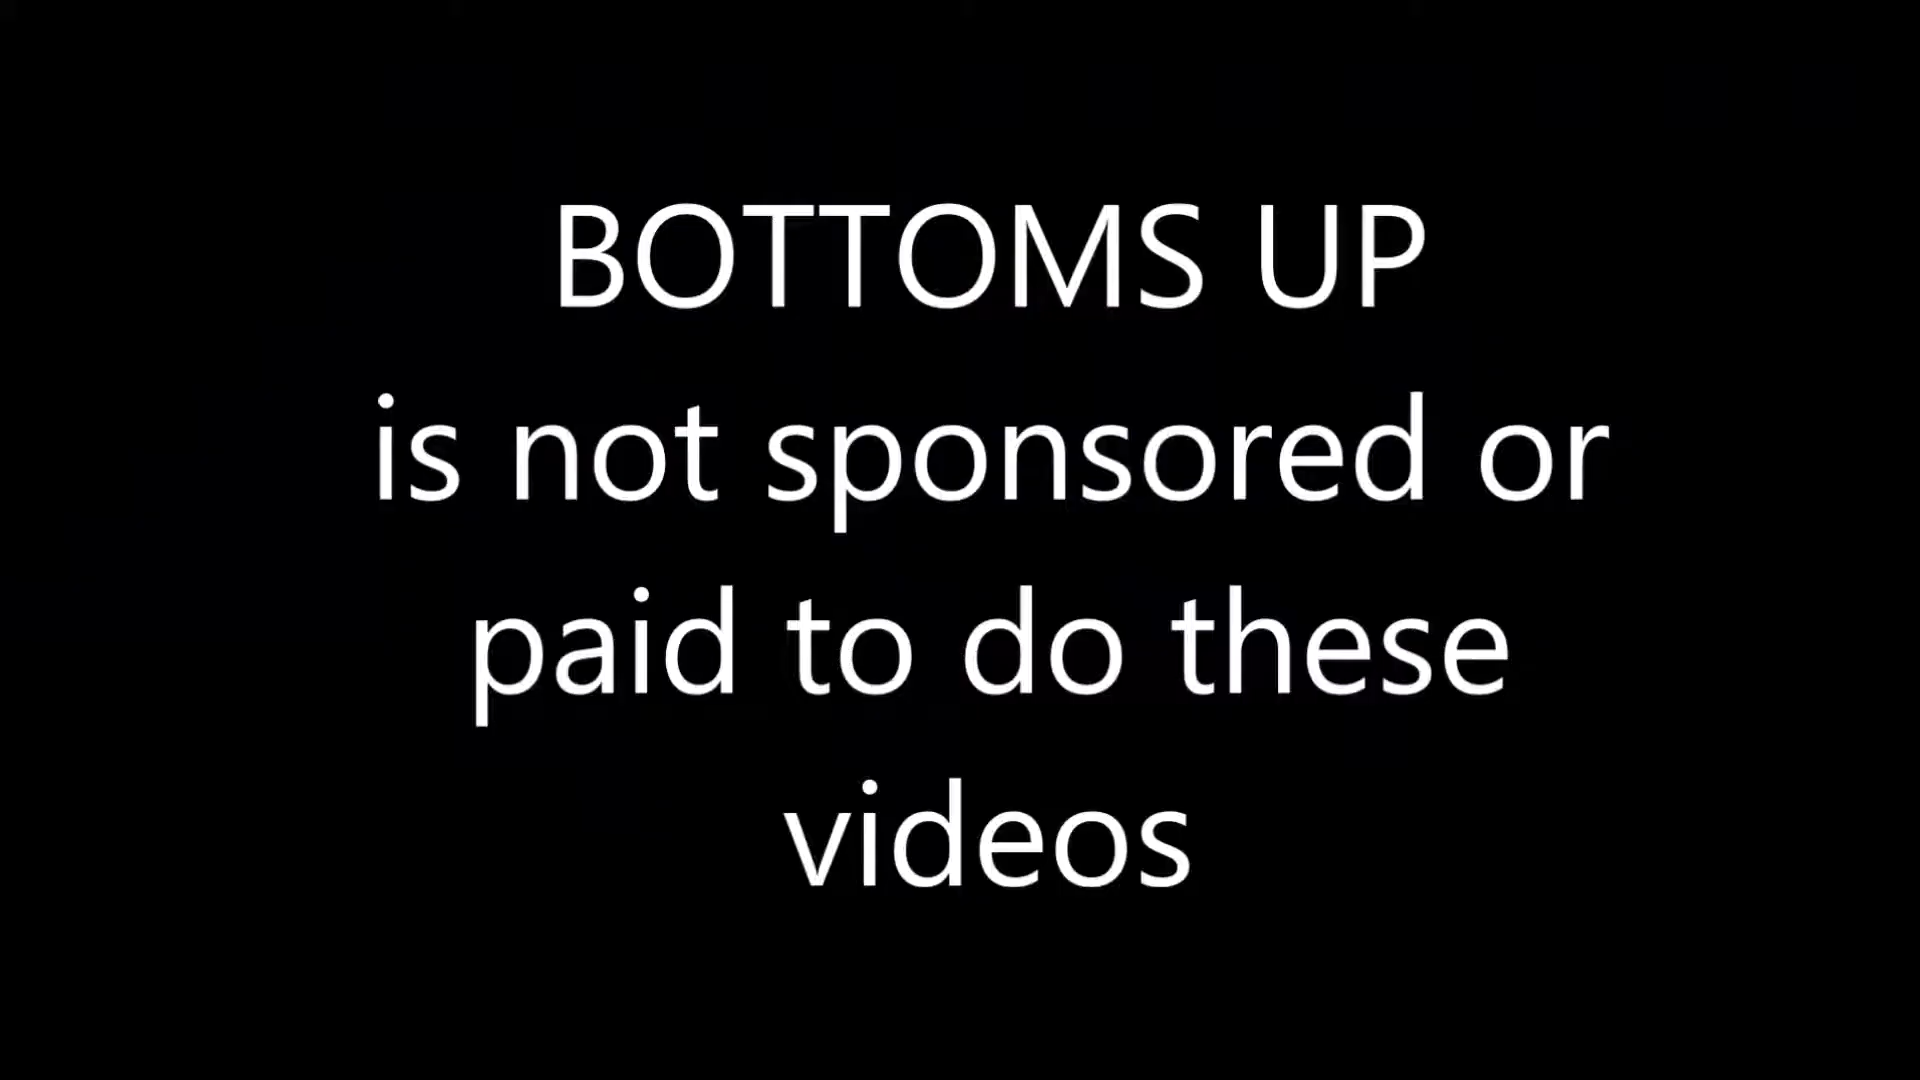 BOTTOMS UP
is not sponsored or
paid to do these
videos